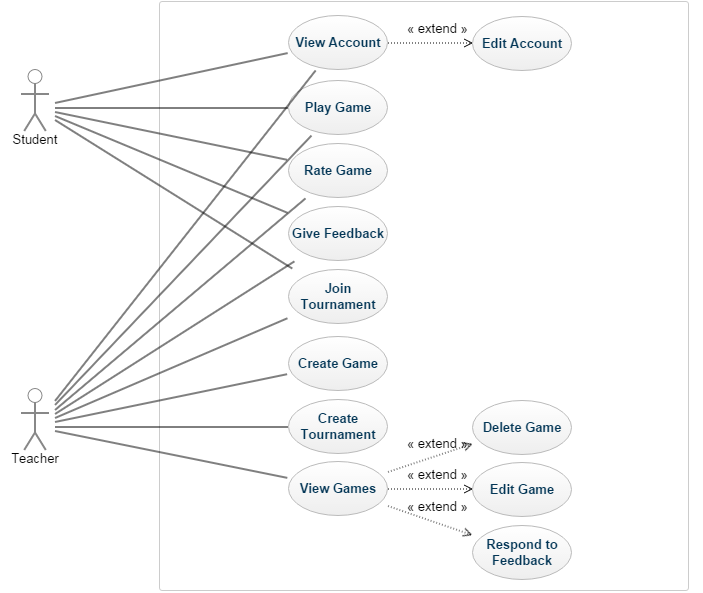 « extend »
View Account
Edit Account
Play Game
Student
Rate Game
Give Feedback
Join
Tournament
Create Game
Create
Tournament
Delete Game
« extend »
Teacher
« extend »
View Games
Edit Game
« extend »
Respond to
Feedback